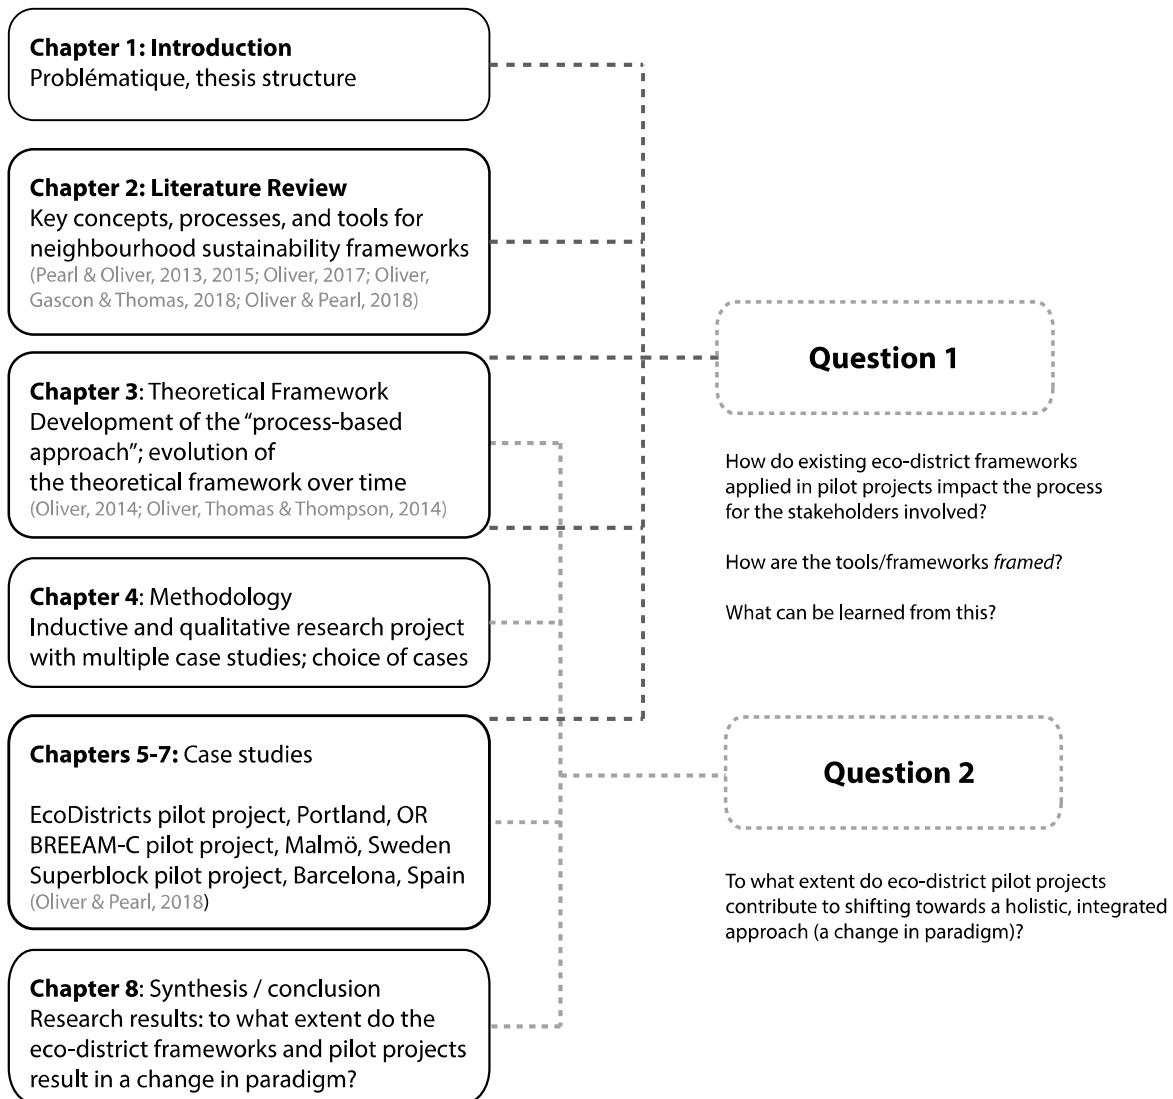 Chapter 1: Introduction
Problématique, thesis structure
Chapter 2: Literature Review
Key concepts, processes, and tools for
neighbourhood sustainability frameworks
(Pearl & Oliver, 2013, 2015; Oliver, 2017; Oliver,
Gascon & Thomas, 2018; Oliver & Pearl, 2018)
Chapter 3: Theoretical Framework
Development of the “process-based
approach”; evolution of
the theoretical framework over time
(Oliver, 2014; Oliver, Thomas & Thompson, 2014)
Chapter 4: Methodology
Inductive and qualitative research project
with multiple case studies; choice of cases
Chapters 5-7: Case studies
EcoDistricts pilot project, Portland, OR
BREEAM-C pilot project, Malmö, Sweden
Superblock pilot project, Barcelona, Spain
(Oliver & Pearl, 2018)
Chapter 8: Synthesis / conclusion
Research results: to what extent do the
eco-district frameworks and pilot projects
result in a change in paradigm?
Question 1
How do existing eco-district frameworks
applied in pilot projects impact the process
for the stakeholders involved?
How are the tools/frameworks framed?
What can be learned from this?
Question 2
To what extent do eco-district pilot projects
contribute to shifting towards a holistic, integrated
approach (a change in paradigm)?